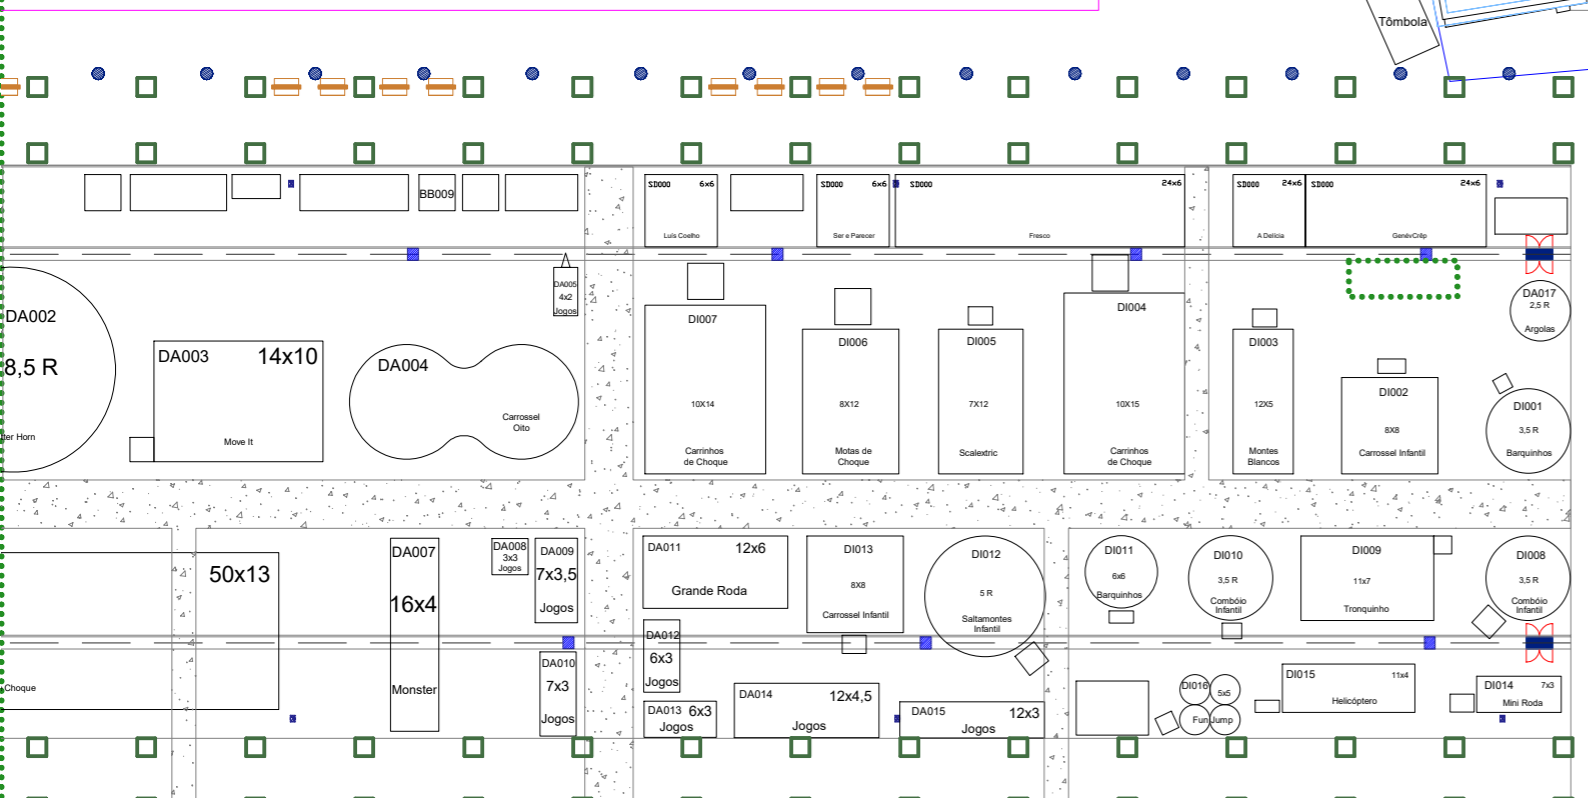 Tômbola
BB009
SD000 6x6
Luís Coelho
SD000 6x6
Ser e Parecer
SD000 24x6
Fresco
SD000 24x6
A Delícia
SD000 24x6
GenévCrêp
DA002
8,5 R
tter Horn
DA003 14x10
Move It
DA004
Carrossel
Oito
DA005
4x2
Jogos
DI007
10X14
Carrinhos
de Choque
DI006
8X12
Motas de
Choque
DI005
7X12
Scalextric
DI004
10X15
Carrinhos
de Choque
DI003
12X5
Montes
Blancos
DI002
8X8
Carrossel Infantil
DA017
2,5 R
Argolas
DI001
3,5 R
Barquinhos
50x13
Choque
DA007
16x4
Monster
DA008
3x3
Jogos
DA009
7x3,5
Jogos
DA010
7x3
Jogos
DA011 12x6
Grande Roda
DI013
8X8
Carrossel Infantil
DI012
5 R
Saltamontes
Infantil
DI011
6x6
Barquinhos
DI010
3,5 R
Combóio
Infantil
DI009
11x7
Tronquinho
DI008
3,5 R
Combóio
Infantil
DA012
6x3
Jogos
DA013 6x3
Jogos
DA014 12x4,5
Jogos
DA015 12x3
Jogos
DI016 5x5
Fun Jump
DI015 11x4
Helicóptero
DI014 7x3
Mini Roda